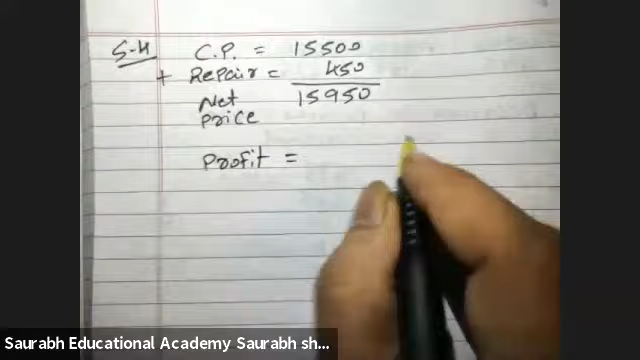 S-4 C.P. = 15500
+ Repair = 450
Net 15950
price
Profit =
Saurabh Educational Academy Saurabh sh...